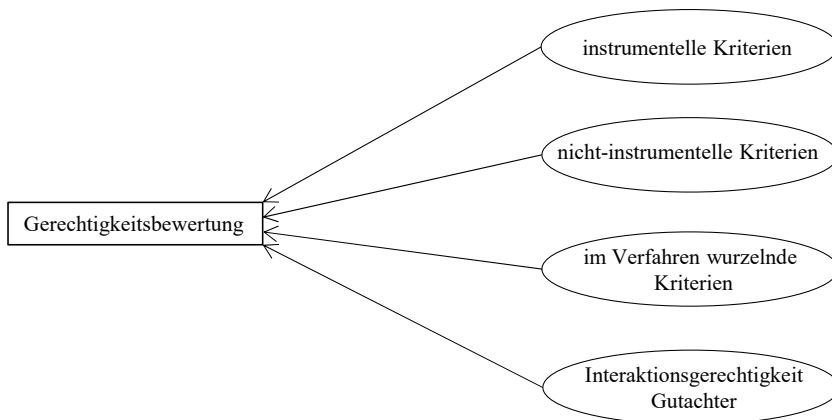 instrumentelle Kriterien
nicht-instrumentelle Kriterien
Gerechtigkeitsbewertung
im Verfahren wurzelnde
Kriterien
Interaktionsgerechtigkeit
Gutachter